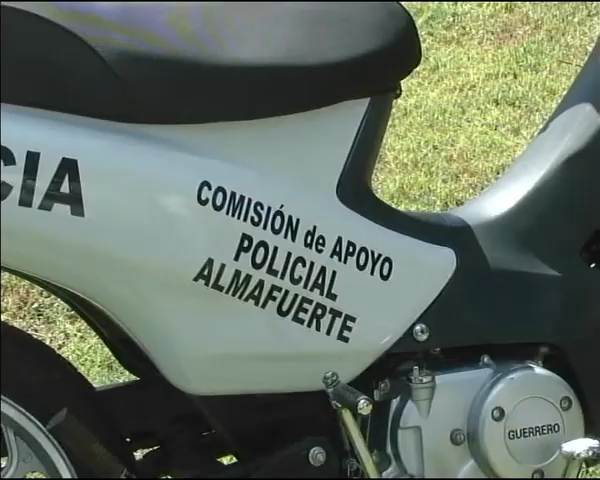 CIA
COMISIÓN de APOYO
POLICIAL
ALMAFUERTE
GUERRERO